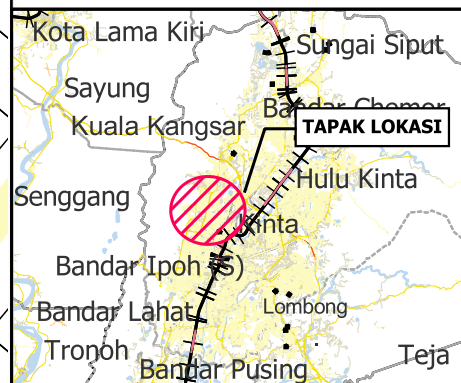 Kota Lama Kiri
Sungai Siput
Sayung
Bandar Chemor
Kuala Kangsar
TAPAK LOKASI
Hulu Kinta
Senggang
Kinta
Bandar Ipoh (S)
Bandar Lahat
Lombong
Tronoh
Teja
Bandar Pusing